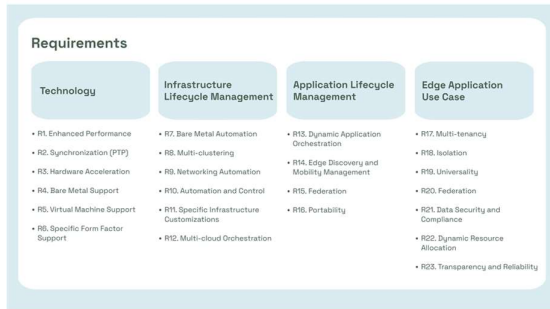 Requirements
Technology
• R1. Enhanced Performance
• R2. Synchronization (PTP)
• R3. Hardware Acceleration
• R4. Bare Metal Support
• R5. Virtual Machine Support
• R6. Specific Form Factor
Support
Infrastructure
Lifecycle Management
• R7. Bare Metal Automation
• R8. Multi-clustering
• R9. Networking Automation
• R10. Automation and Control
• R11. Specific Infrastructure
Customizations
• R12. Multi-cloud Orchestration
Application Lifecycle
Management
• R13. Dynamic Application
Orchestration
• R14. Edge Discovery and
Mobility Management
• R15. Federation
• R16. Portability
Edge Application
Use Case
• R17. Multi-tenancy
• R18. Isolation
• R19. Universality
• R20. Federation
• R21. Data Security and
Compliance
• R22. Dynamic Resource
Allocation
• R23. Transparency and Reliability